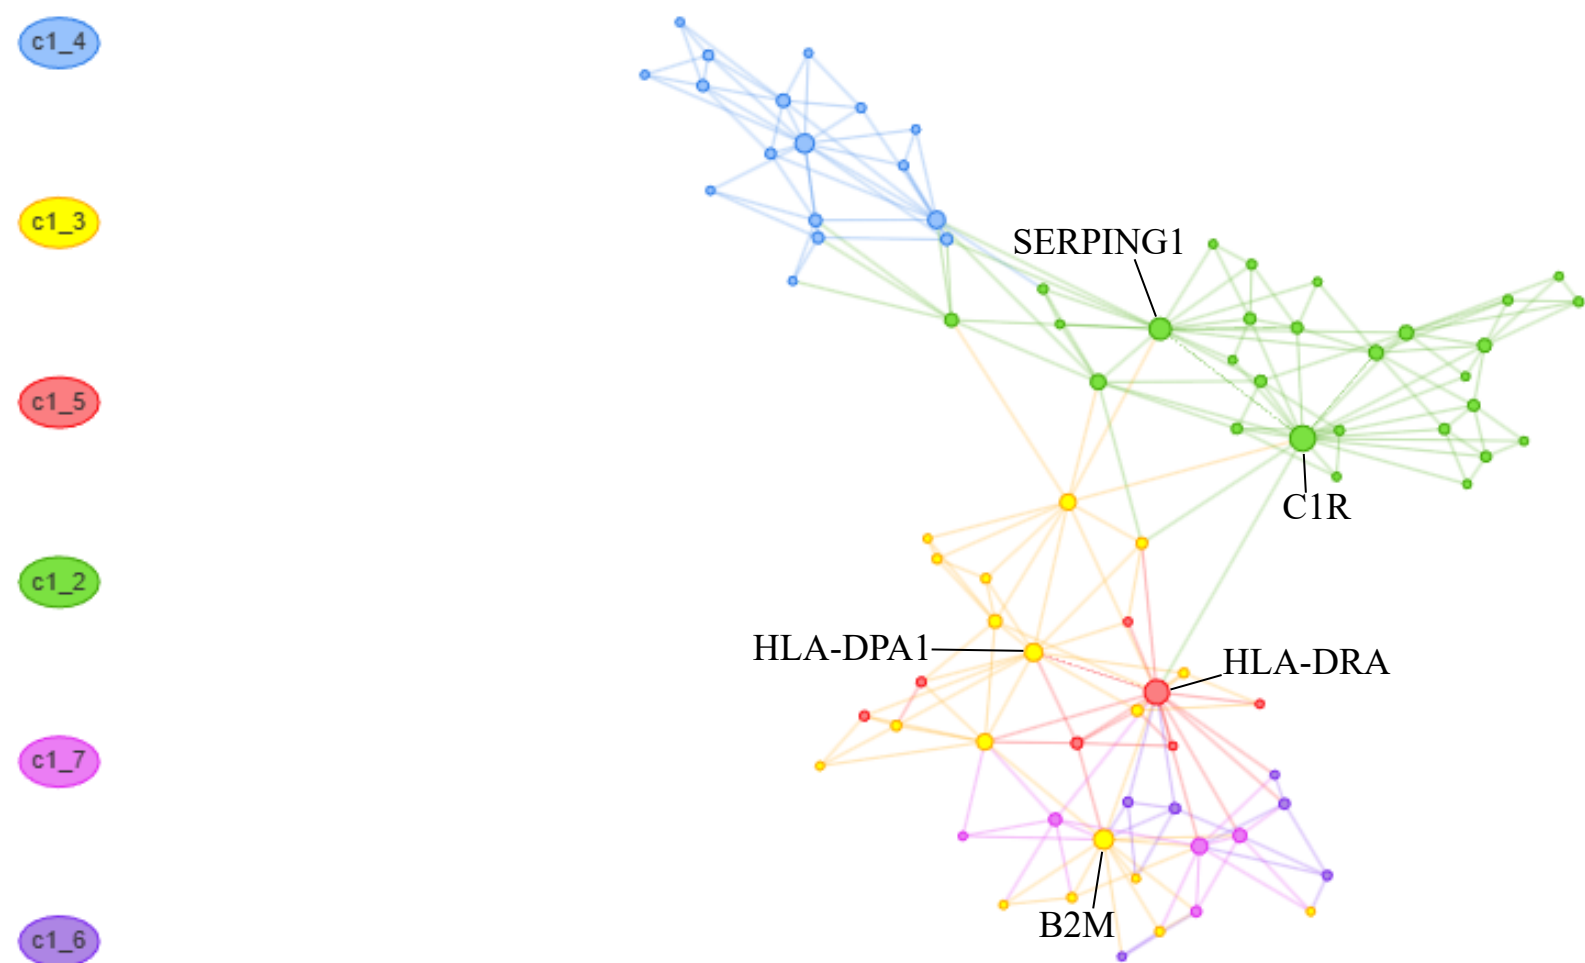 c1_4
c1_3
c1_5
c1_2
c1_7
c1_6
SERPING1
C1R
HLA-DPA1
HLA-DRA
B2M